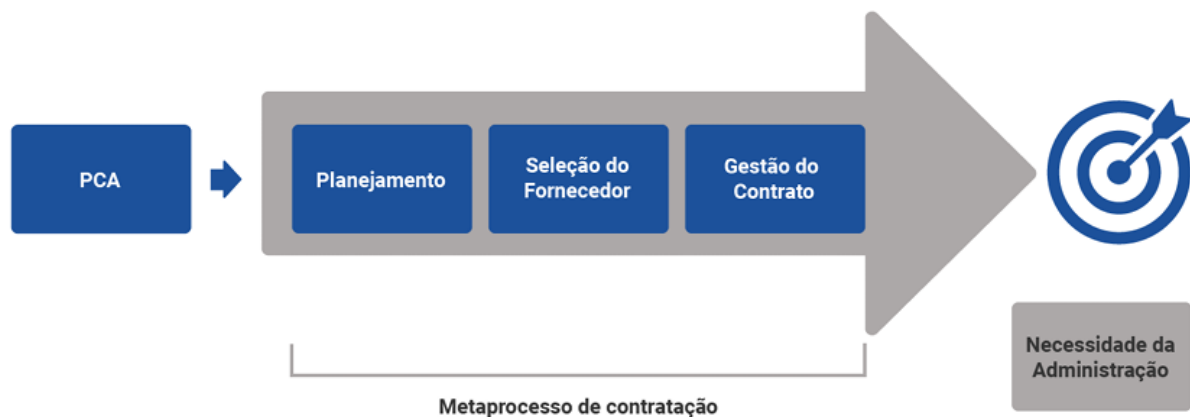 PCA
Planejamento
Seleção do
Fornecedor
Gestão do
Contrato
Necessidade da
Administração
Metaprocesso de contratação